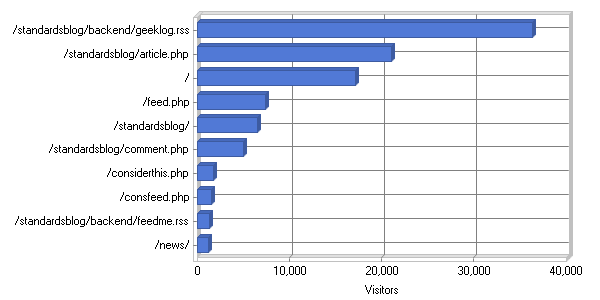 /standardsblog/backend/geeklog.rss
/standardsblog/article.php
/
/feed.php
/standardsblog/
/standardsblog/comment.php
/considerthis.php
/consfeed.php
/standardsblog/backend/feedme.rss
/news/
0 10,000 20,000 30,000 40,000
Visitors